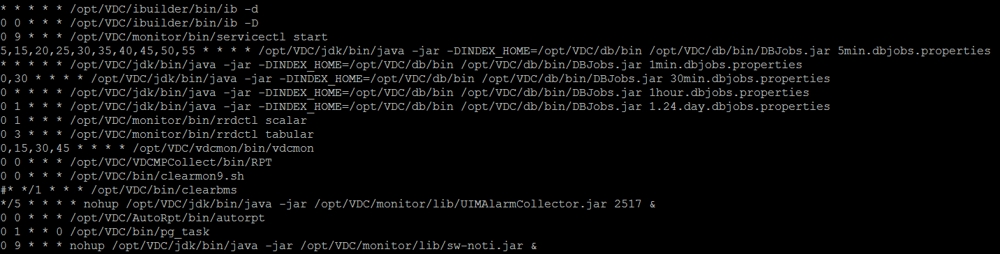 * * * * * /opt/VDC/ibuilder/bin/ib -d
0 0 * * * /opt/VDC/ibuilder/bin/ib -D
0 9 * * * /opt/VDC/monitor/bin/servicectl start
5,15,20,25,30,35,40,45,50,55 * * * * /opt/VDC/jdk/bin/java -jar -DINDEX_HOME=/opt/VDC/db/bin /opt/VDC/db/bin/DBJobs.jar 5min.dbjobs.properties
* * * * * /opt/VDC/jdk/bin/java -jar -DINDEX_HOME=/opt/VDC/db/bin /opt/VDC/db/bin/DBJobs.jar 1min.dbjobs.properties
0,30 * * * * /opt/VDC/jdk/bin/java -jar -DINDEX_HOME=/opt/VDC/db/bin /opt/VDC/db/bin/DBJobs.jar 30min.dbjobs.properties
0 * * * * /opt/VDC/jdk/bin/java -jar -DINDEX_HOME=/opt/VDC/db/bin /opt/VDC/db/bin/DBJobs.jar 1hour.dbjobs.properties
0 1 * * * /opt/VDC/jdk/bin/java -jar -DINDEX_HOME=/opt/VDC/db/bin /opt/VDC/db/bin/DBJobs.jar 1.24.day.dbjobs.properties
0 1 * * * /opt/VDC/monitor/bin/rrdctl scalar
0 3 * * * /opt/VDC/monitor/bin/rrdctl tabular
0,15,30,45 * * * * /opt/VDC/vdcmon/bin/vdcmon
0 0 * * * /opt/VDC/VDCMPCollect/bin/RPT
0 0 * * * /opt/VDC/bin/clearmon9.sh
#* */1 * * * /opt/VDC/bin/clearbms
*/5 * * * * nohup /opt/VDC/jdk/bin/java -jar /opt/VDC/monitor/lib/UIMAlarmCollector.jar 2517 &
0 0 * * * /opt/VDC/AutoRpt/bin/autorpt
0 1 * * 0 /opt/VDC/bin/pg_task
0 9 * * * nohup /opt/VDC/jdk/bin/java -jar /opt/VDC/monitor/lib/sw-noti.jar &